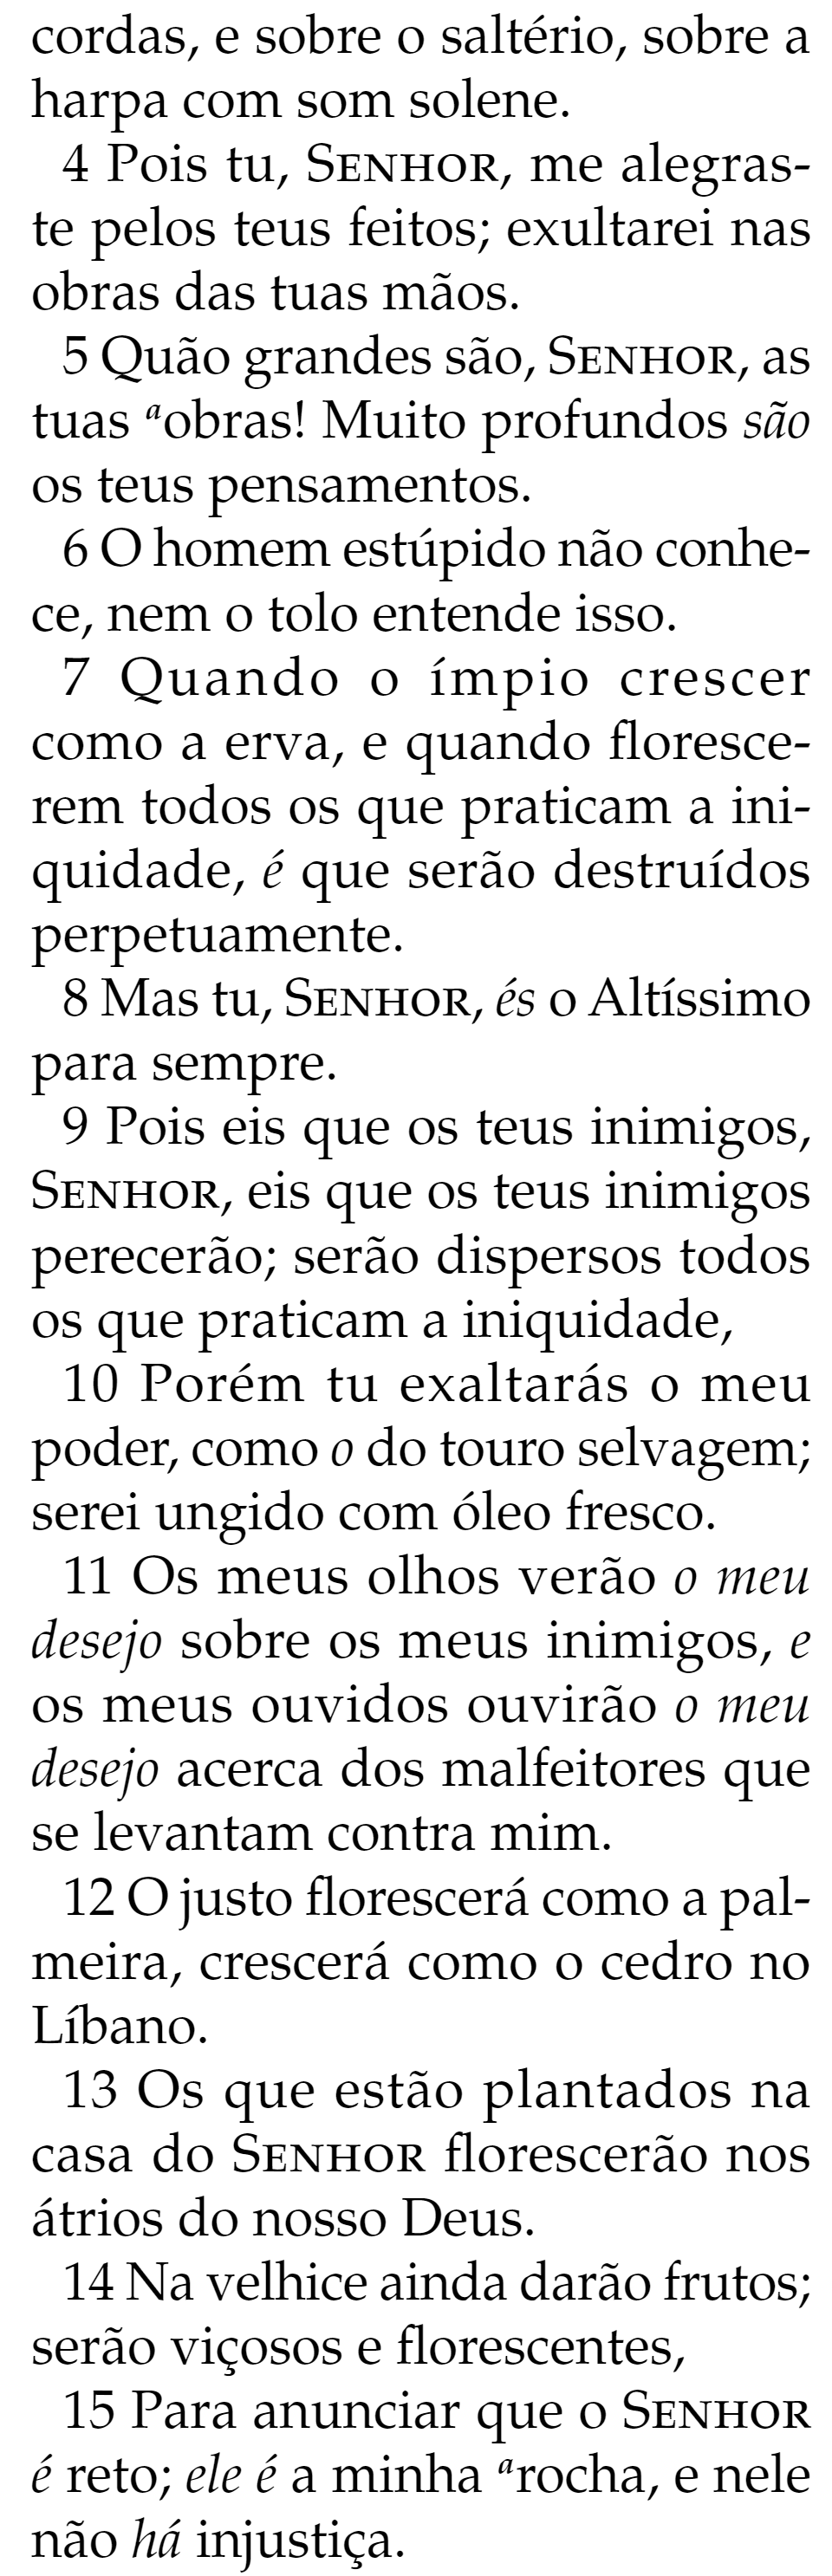 cordas, e sobre o saltério, sobre a
harpa com som solene.
4 Pois tu, SENHOR, me alegras-
te pelos teus feitos; exultarei nas
obras das tuas mãos.
5 Quão grandes são, SENHOR, as
tuas ᵃobras! Muito profundos são
os teus pensamentos.
6 O homem estúpido não conhe-
ce, nem o tolo entende isso.
7 Quando o ímpio crescer
como a erva, e quando floresce-
rem todos os que praticam a ini-
quidade, é que serão destruídos
perpetuamente.
8 Mas tu, SENHOR, és o Altíssimo
para sempre.
9 Pois eis que os teus inimigos,
SENHOR, eis que os teus inimigos
perecerão; serão dispersos todos
os que praticam a iniquidade,
10 Porém tu exaltarás o meu
poder, como o do touro selvagem;
serei ungido com óleo fresco.
11 Os meus olhos verão o meu
desejo sobre os meus inimigos, e
os meus ouvidos ouvirão o meu
desejo acerca dos malfeitores que
se levantam contra mim.
12 O justo florescerá como a pal-
meira, crescerá como o cedro no
Líbano.
13 Os que estão plantados na
casa do SENHOR florescerão nos
átrios do nosso Deus.
14 Na velhice ainda darão frutos;
serão viçosos e florescentes,
15 Para anunciar que o SENHOR
é reto; ele é a minha ᵃrocha, e nele
não há injustiça.